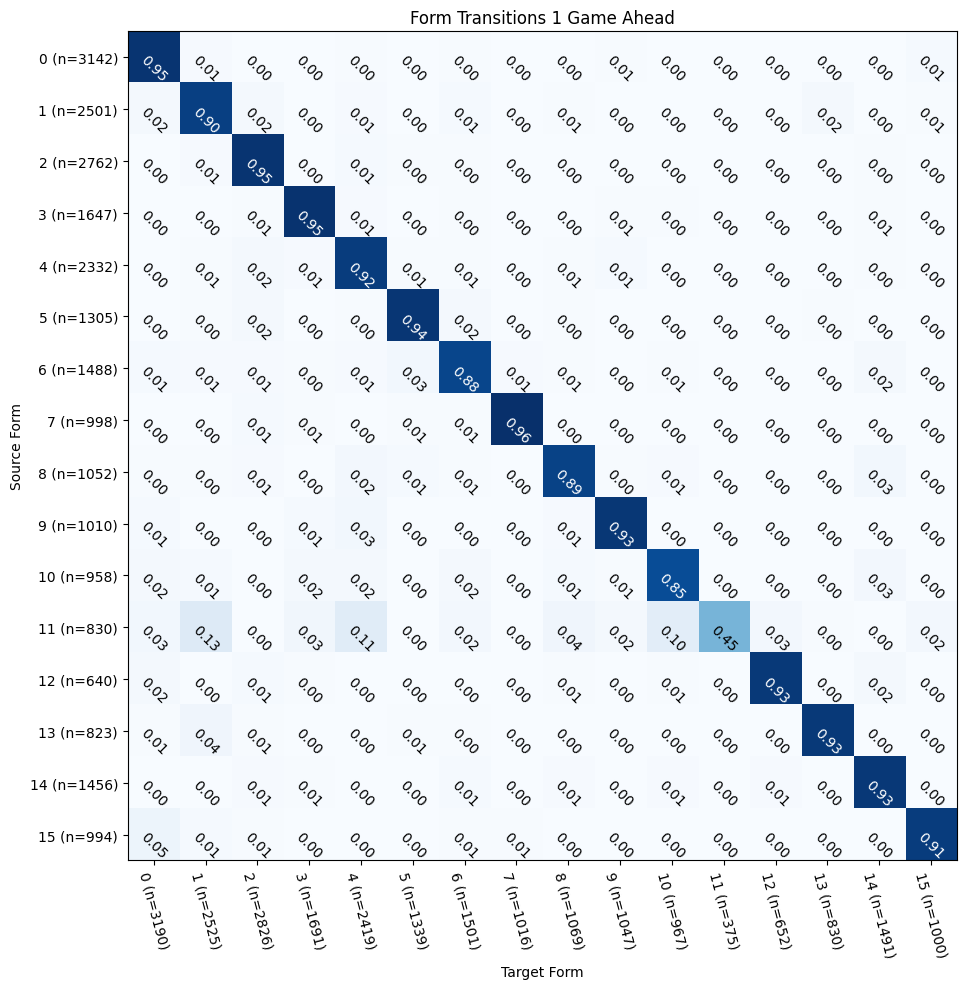 Form Transitions 1 Game Ahead
Source Form
0 (n=3142) 0.95 0.01 0.00 0.00 0.00 0.00 0.00 0.00 0.00 0.01 0.00 0.00 0.00 0.00 0.00 0.01
1 (n=2501) 0.02 0.90 0.02 0.00 0.01 0.00 0.01 0.00 0.01 0.00 0.00 0.00 0.00 0.02 0.00 0.01
2 (n=2762) 0.00 0.01 0.95 0.00 0.01 0.00 0.00 0.00 0.00 0.00 0.00 0.00 0.00 0.00 0.01 0.00
3 (n=1647) 0.00 0.00 0.01 0.95 0.01 0.00 0.00 0.00 0.00 0.01 0.00 0.00 0.00 0.00 0.01 0.00
4 (n=2332) 0.00 0.01 0.02 0.01 0.92 0.01 0.01 0.00 0.01 0.01 0.00 0.00 0.00 0.00 0.00 0.00
5 (n=1305) 0.00 0.00 0.02 0.00 0.00 0.94 0.02 0.00 0.00 0.00 0.00 0.00 0.00 0.00 0.00 0.00
6 (n=1488) 0.01 0.01 0.01 0.00 0.01 0.03 0.88 0.01 0.01 0.00 0.01 0.00 0.00 0.00 0.02 0.00
7 (n=998) 0.00 0.00 0.01 0.01 0.00 0.01 0.01 0.96 0.00 0.00 0.00 0.00 0.00 0.00 0.00 0.00
8 (n=1052) 0.00 0.00 0.01 0.00 0.02 0.01 0.01 0.00 0.89 0.00 0.01 0.00 0.00 0.00 0.03 0.00
9 (n=1010) 0.01 0.00 0.00 0.01 0.03 0.00 0.00 0.00 0.01 0.93 0.00 0.00 0.00 0.00 0.00 0.00
10 (n=958) 0.02 0.01 0.00 0.02 0.02 0.00 0.02 0.00 0.01 0.01 0.85 0.00 0.00 0.00 0.03 0.00
11 (n=830) 0.03 0.13 0.00 0.03 0.11 0.00 0.02 0.00 0.04 0.02 0.10 0.45 0.03 0.00 0.00 0.02
12 (n=640) 0.02 0.00 0.01 0.00 0.00 0.00 0.00 0.00 0.01 0.00 0.01 0.00 0.93 0.00 0.02 0.00
13 (n=823) 0.01 0.04 0.01 0.00 0.00 0.01 0.00 0.00 0.00 0.00 0.00 0.00 0.00 0.93 0.00 0.00
14 (n=1456) 0.00 0.00 0.01 0.01 0.00 0.00 0.01 0.00 0.01 0.00 0.01 0.00 0.01 0.00 0.93 0.00
15 (n=994) 0.05 0.01 0.01 0.00 0.00 0.00 0.01 0.01 0.00 0.00 0.00 0.00 0.00 0.00 0.00 0.91
0 (n=3190) 1 (n=2525) 2 (n=2826) 3 (n=1691) 4 (n=2419) 5 (n=1339) 6 (n=1501) 7 (n=1016) 8 (n=1069) 9 (n=1047) 10 (n=967) 11 (n=375) 12 (n=652) 13 (n=830) 14 (n=1491) 15 (n=1000)
Target Form